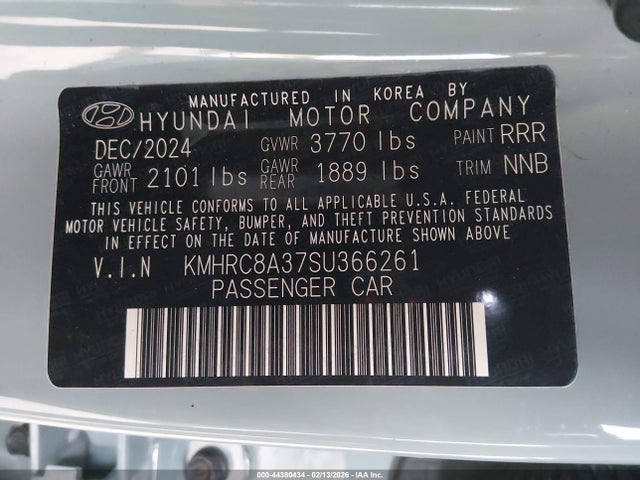 MANUFACTURED IN KOREA BY
HYUNDAI MOTOR COMPANY
DEC/2024 GVWR 3770 lbs PAINT RRR
GAWR FRONT 2101 lbs GAWR REAR 1889 lbs TRIM NNB
THIS VEHICLE CONFORMS TO ALL APPLICABLE U.S.A. FEDERAL
MOTOR VEHICLE SAFETY, BUMPER, AND THEFT PREVENTION STANDARDS
IN EFFECT ON THE DATE OF MANUFACTURE SHOWN ABOVE.
V.I.N KMHRC8A37SU366261
PASSENGER CAR
000-44380434 - 02/13/2026 - IAA Inc.